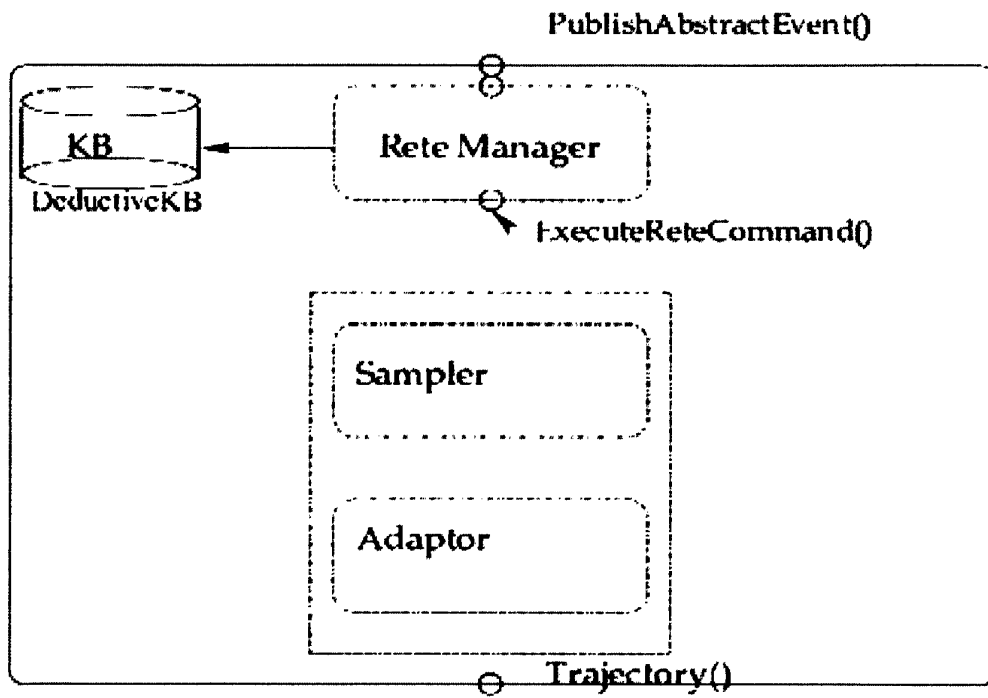 PublishAbstractEvent()
KB
Rete Manager
DeductiveKB
ExecuteReteCommand()
Sampler
Adaptor
Trajectory()